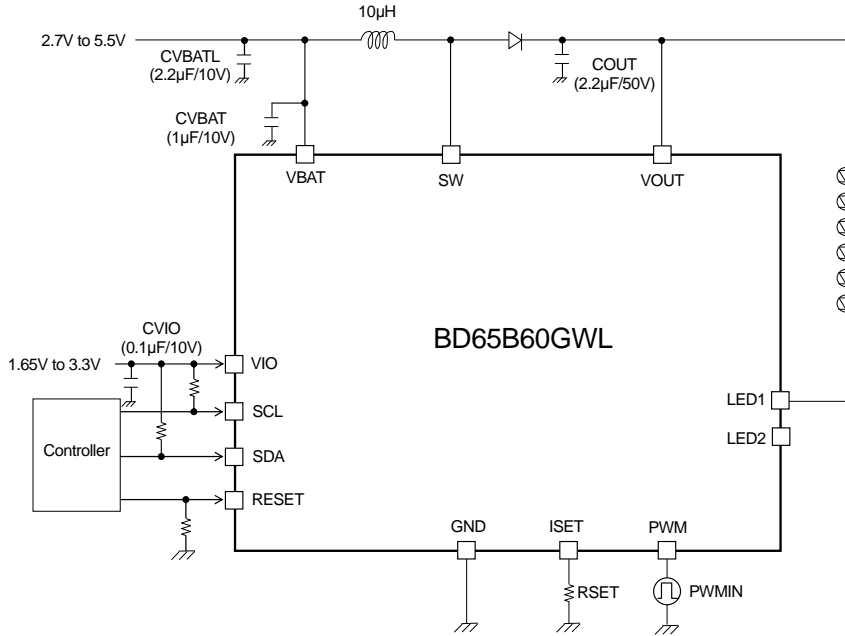 10µH
2.7V to 5.5V
CVBATL
(2.2µF/10V)
COUT
(2.2µF/50V)
CVBAT
(1µF/10V)
VBAT
SW
VOUT
BD65B60GWL
CVIO
(0.1µF/10V)
1.65V to 3.3V
VIO
SCL
Controller
SDA
RESET
LED1
LED2
GND
ISET
PWM
RSET
PWMIN